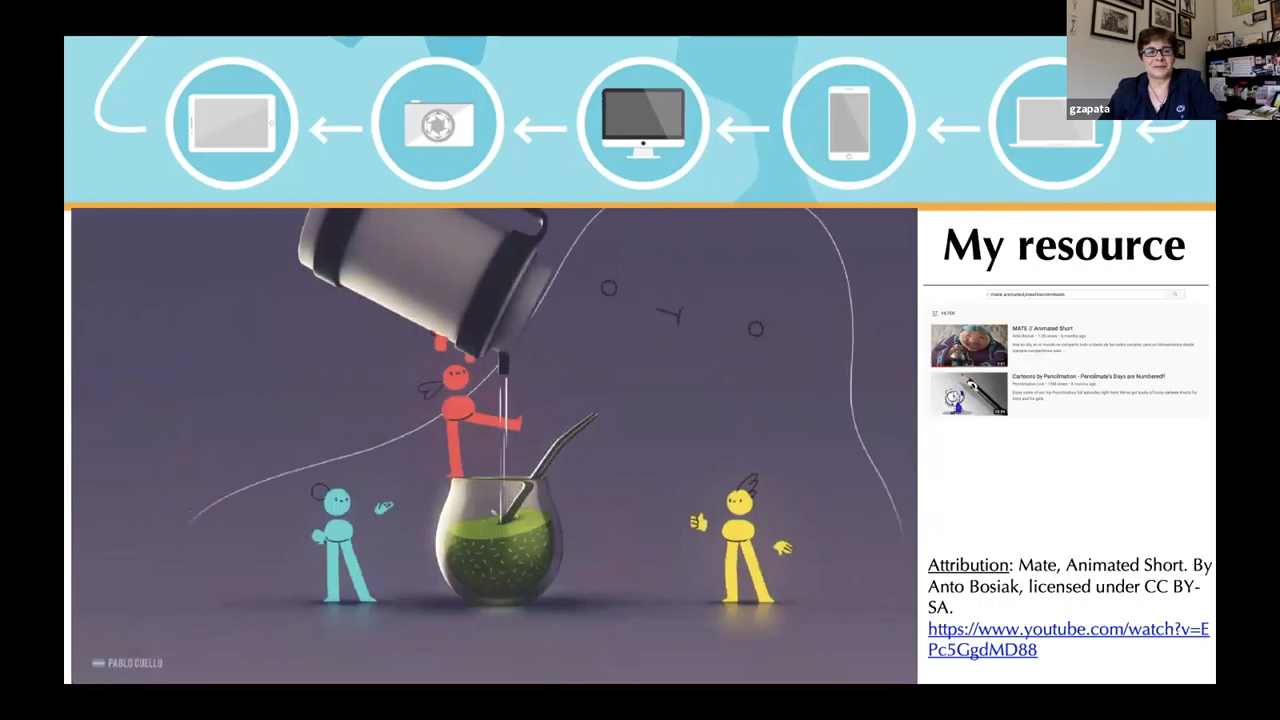 gzapata
My resource
FILTER
MATE // Animated Short
Cartoons by Pencilmation - Pencilmate's Days are Numbered!!
Attribution: Mate, Animated Short. By
Anto Bosiak, licensed under CC BY-
SA.
https://www.youtube.com/watch?v=E
Pc5GgdMD88
PABLO CUELLO